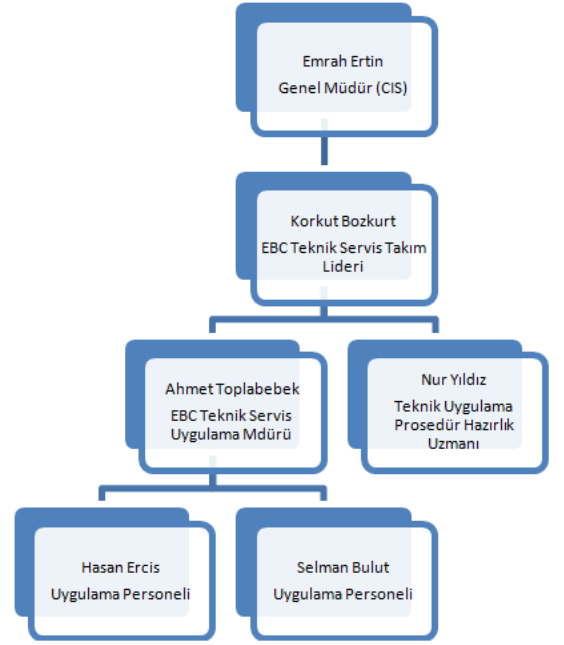 Emrah Ertin
Genel Müdür (CIS)
Korkut Bozkurt
EBC Teknik Servis Takım
Lideri
Ahmet Toplabebek
EBC Teknik Servis
Uygulama Mdürü
Nur Yıldız
Teknik Uygulama
Prosedür Hazırlık
Uzmanı
Hasan Ercis
Uygulama Personeli
Selman Bulut
Uygulama Personeli